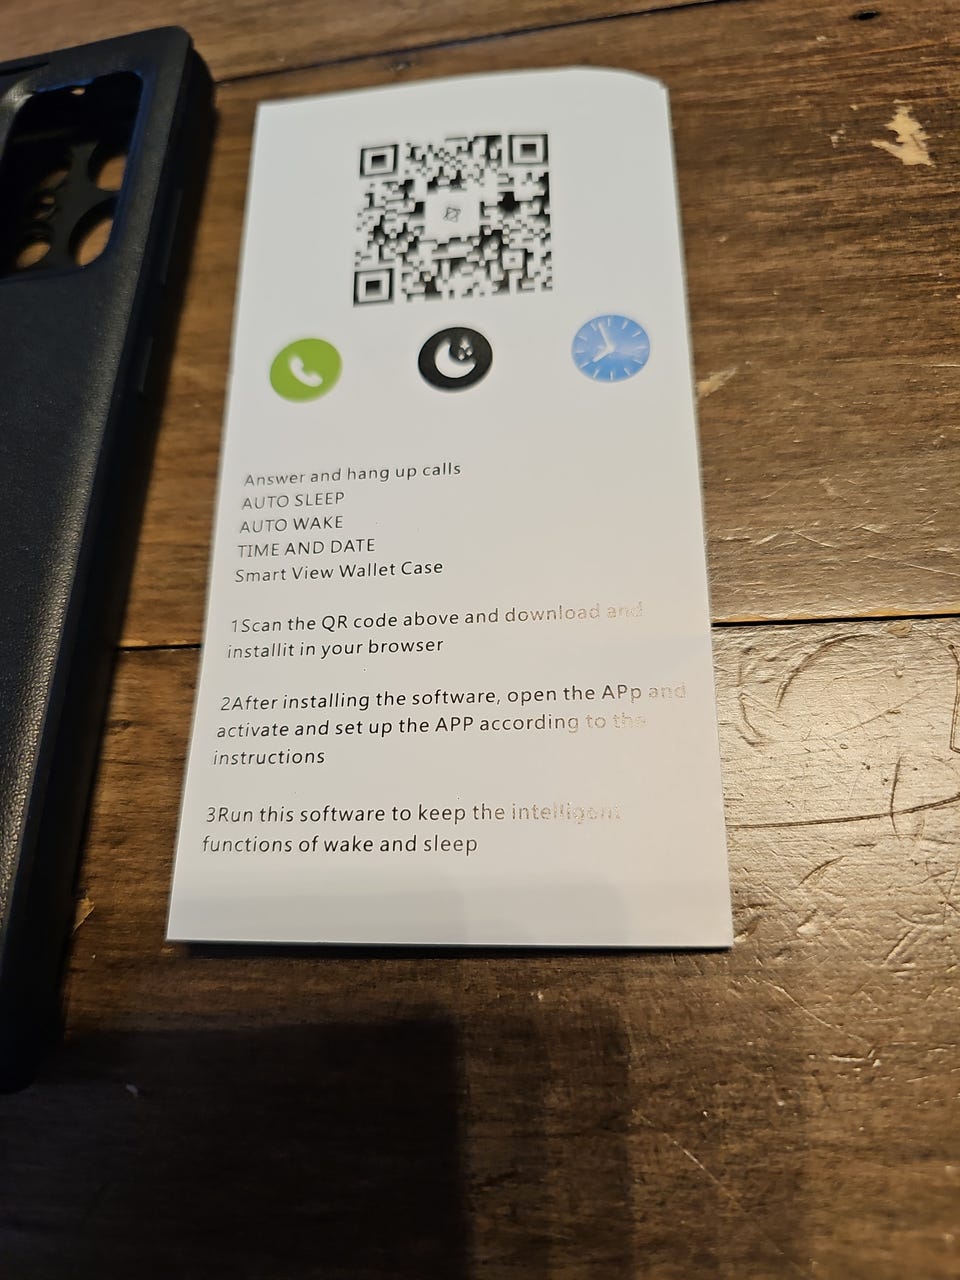 Answer and hang up calls
AUTO SLEEP
AUTO WAKE
TIME AND DATE
Smart View Wallet Case
1Scan the QR code above and download and
installit in your browser
2After installing the software, open the APp and
activate and set up the APP according to the
instructions
3Run this software to keep the intelligent
functions of wake and sleep